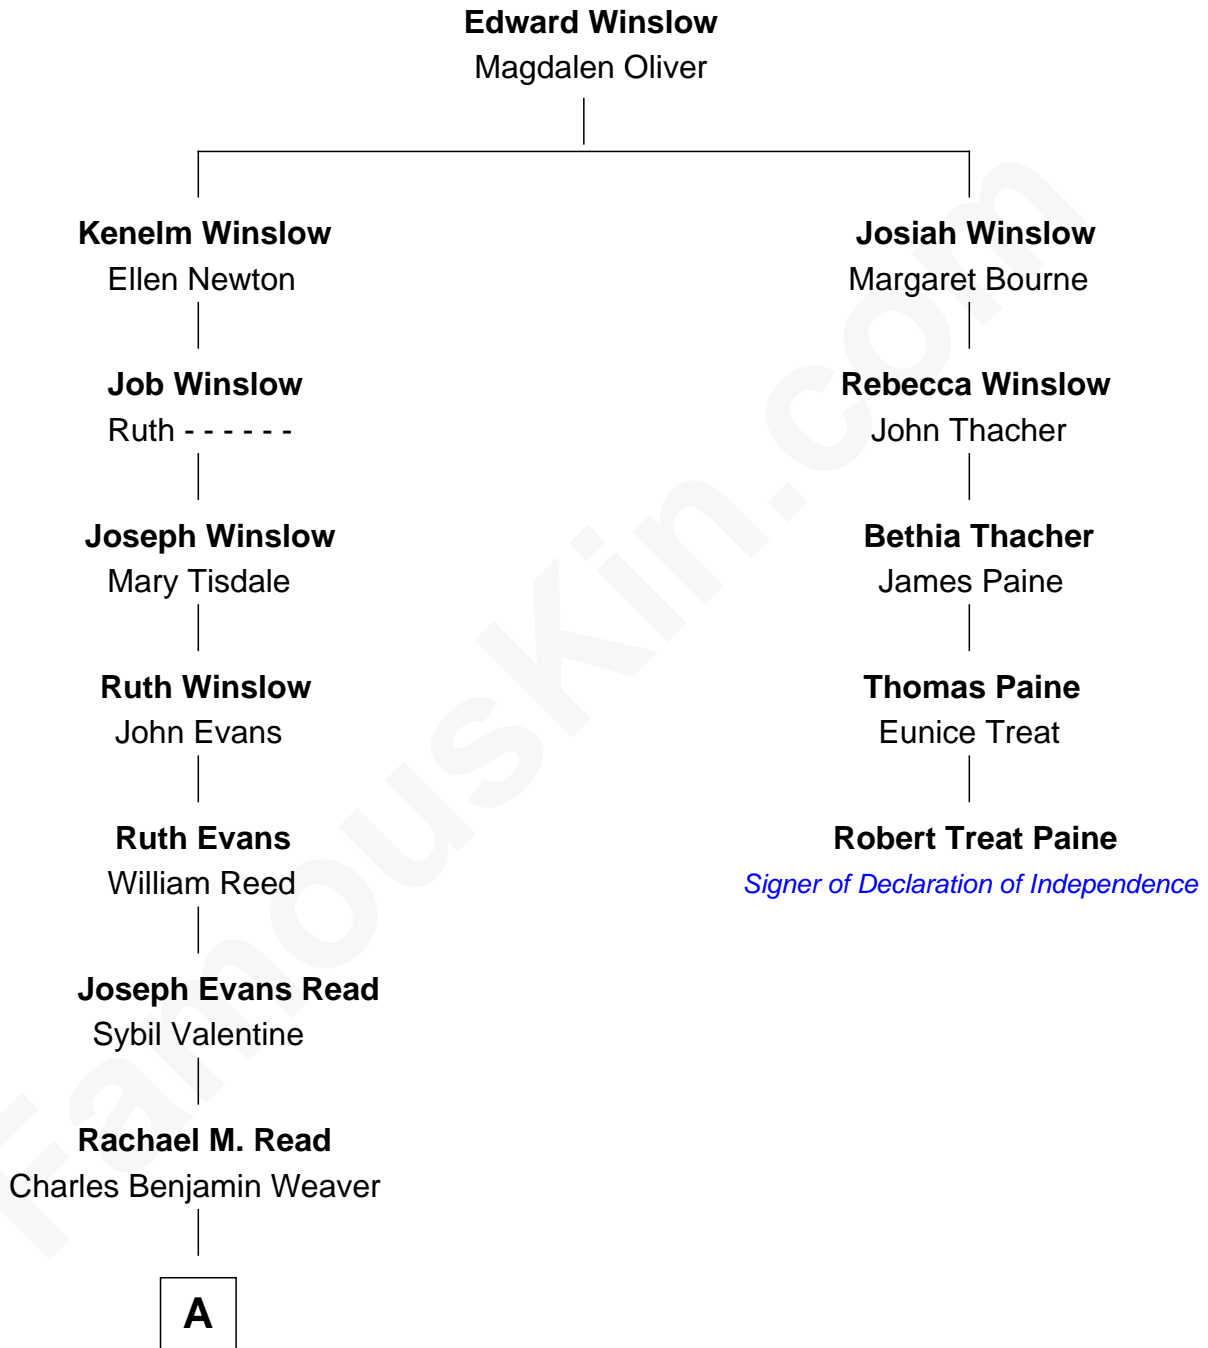 Edward Winslow
Magdalen Oliver
Kenelm Winslow
Ellen Newton
Josiah Winslow
Margaret Bourne
Job Winslow
Ruth - - - - - -
Rebecca Winslow
John Thacher
Joseph Winslow
Mary Tisdale
Bethia Thacher
James Paine
Ruth Winslow
John Evans
Thomas Paine
Eunice Treat
Ruth Evans
William Reed
Robert Treat Paine
Signer of Declaration of Independence
Joseph Evans Read
Sybil Valentine
Rachael M. Read
Charles Benjamin Weaver
A
FamousKin.com